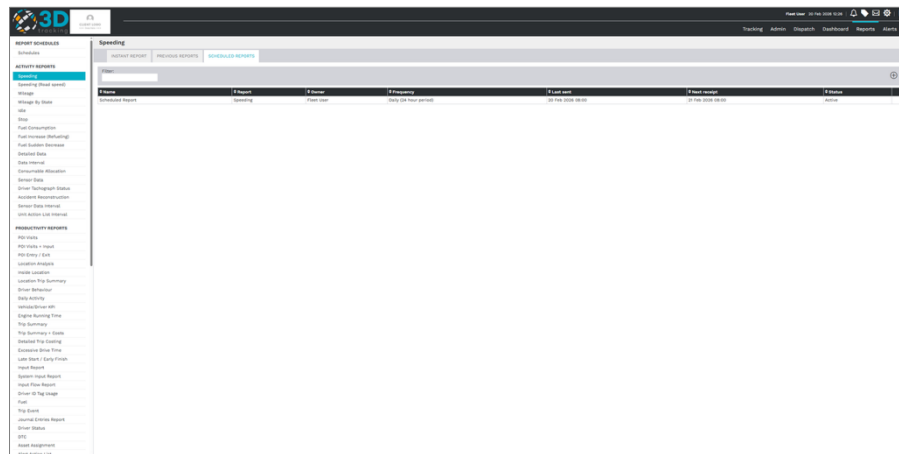 3D
tracking
Fleet User 20 Feb 2026 12:26
Tracking Admin Dispatch Dashboard Reports Alerts
REPORT SCHEDULES
Schedules
ACTIVITY REPORTS
Speeding
Speeding (Road speed)
Mileage
Mileage By State
Idle
Stop
Fuel Consumption
Fuel Increase (Refueling)
Fuel Sudden Decrease
Detailed Data
Data Interval
Consumable Allocation
Sensor Data
Driver Tachograph Status
Accident Reconstruction
Sensor Data Interval
Unit Action List Interval
PRODUCTIVITY REPORTS
POI Visits
POI Visits + Input
POI Entry / Exit
Location Analysis
Inside Location
Location Trip Summary
Driver Behaviour
Daily Activity
Vehicle/Driver KPI
Engine Running Time
Trip Summary
Trip Summary + Costs
Detailed Trip Costing
Excessive Drive Time
Late Start / Early Finish
Input Report
System Input Report
Input Flow Report
Driver ID Tag Usage
Fuel
Trip Event
Journal Entries Report
Driver Status
DTC
Asset Assignment
Speeding
INSTANT REPORT PREVIOUS REPORTS SCHEDULED REPORTS
Filter:
Name Report Owner Frequency Last sent Next receipt Status
Scheduled Report Speeding Fleet User Daily (24 hour period) 20 Feb 2026 08:00 21 Feb 2026 08:00 Active